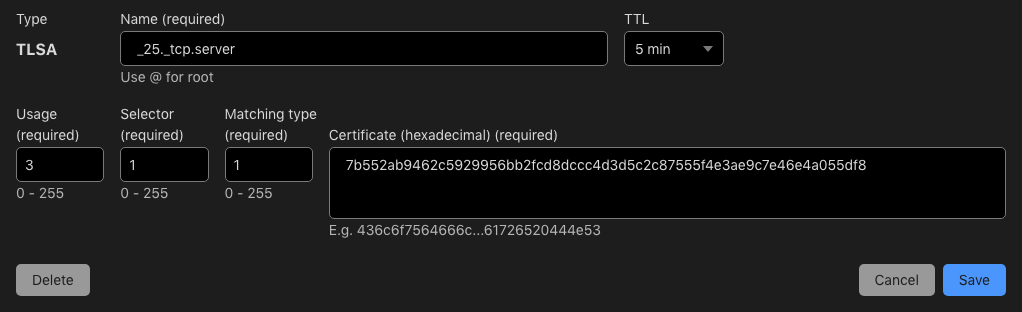 Type Name (required) TTL
TLSA _25._tcp.server 5 min
Use @ for root
Usage (required) Selector (required) Matching type (required) Certificate (hexadecimal) (required)
3 1 1 7b552ab9462c5929956bb2fcd8dccc4d3d5c2c87555f4e3ae9c7e46e4a055df8
0 - 255 0 - 255 0 - 255
E.g. 436c6f7564666c...61726520444e53
Delete Cancel Save